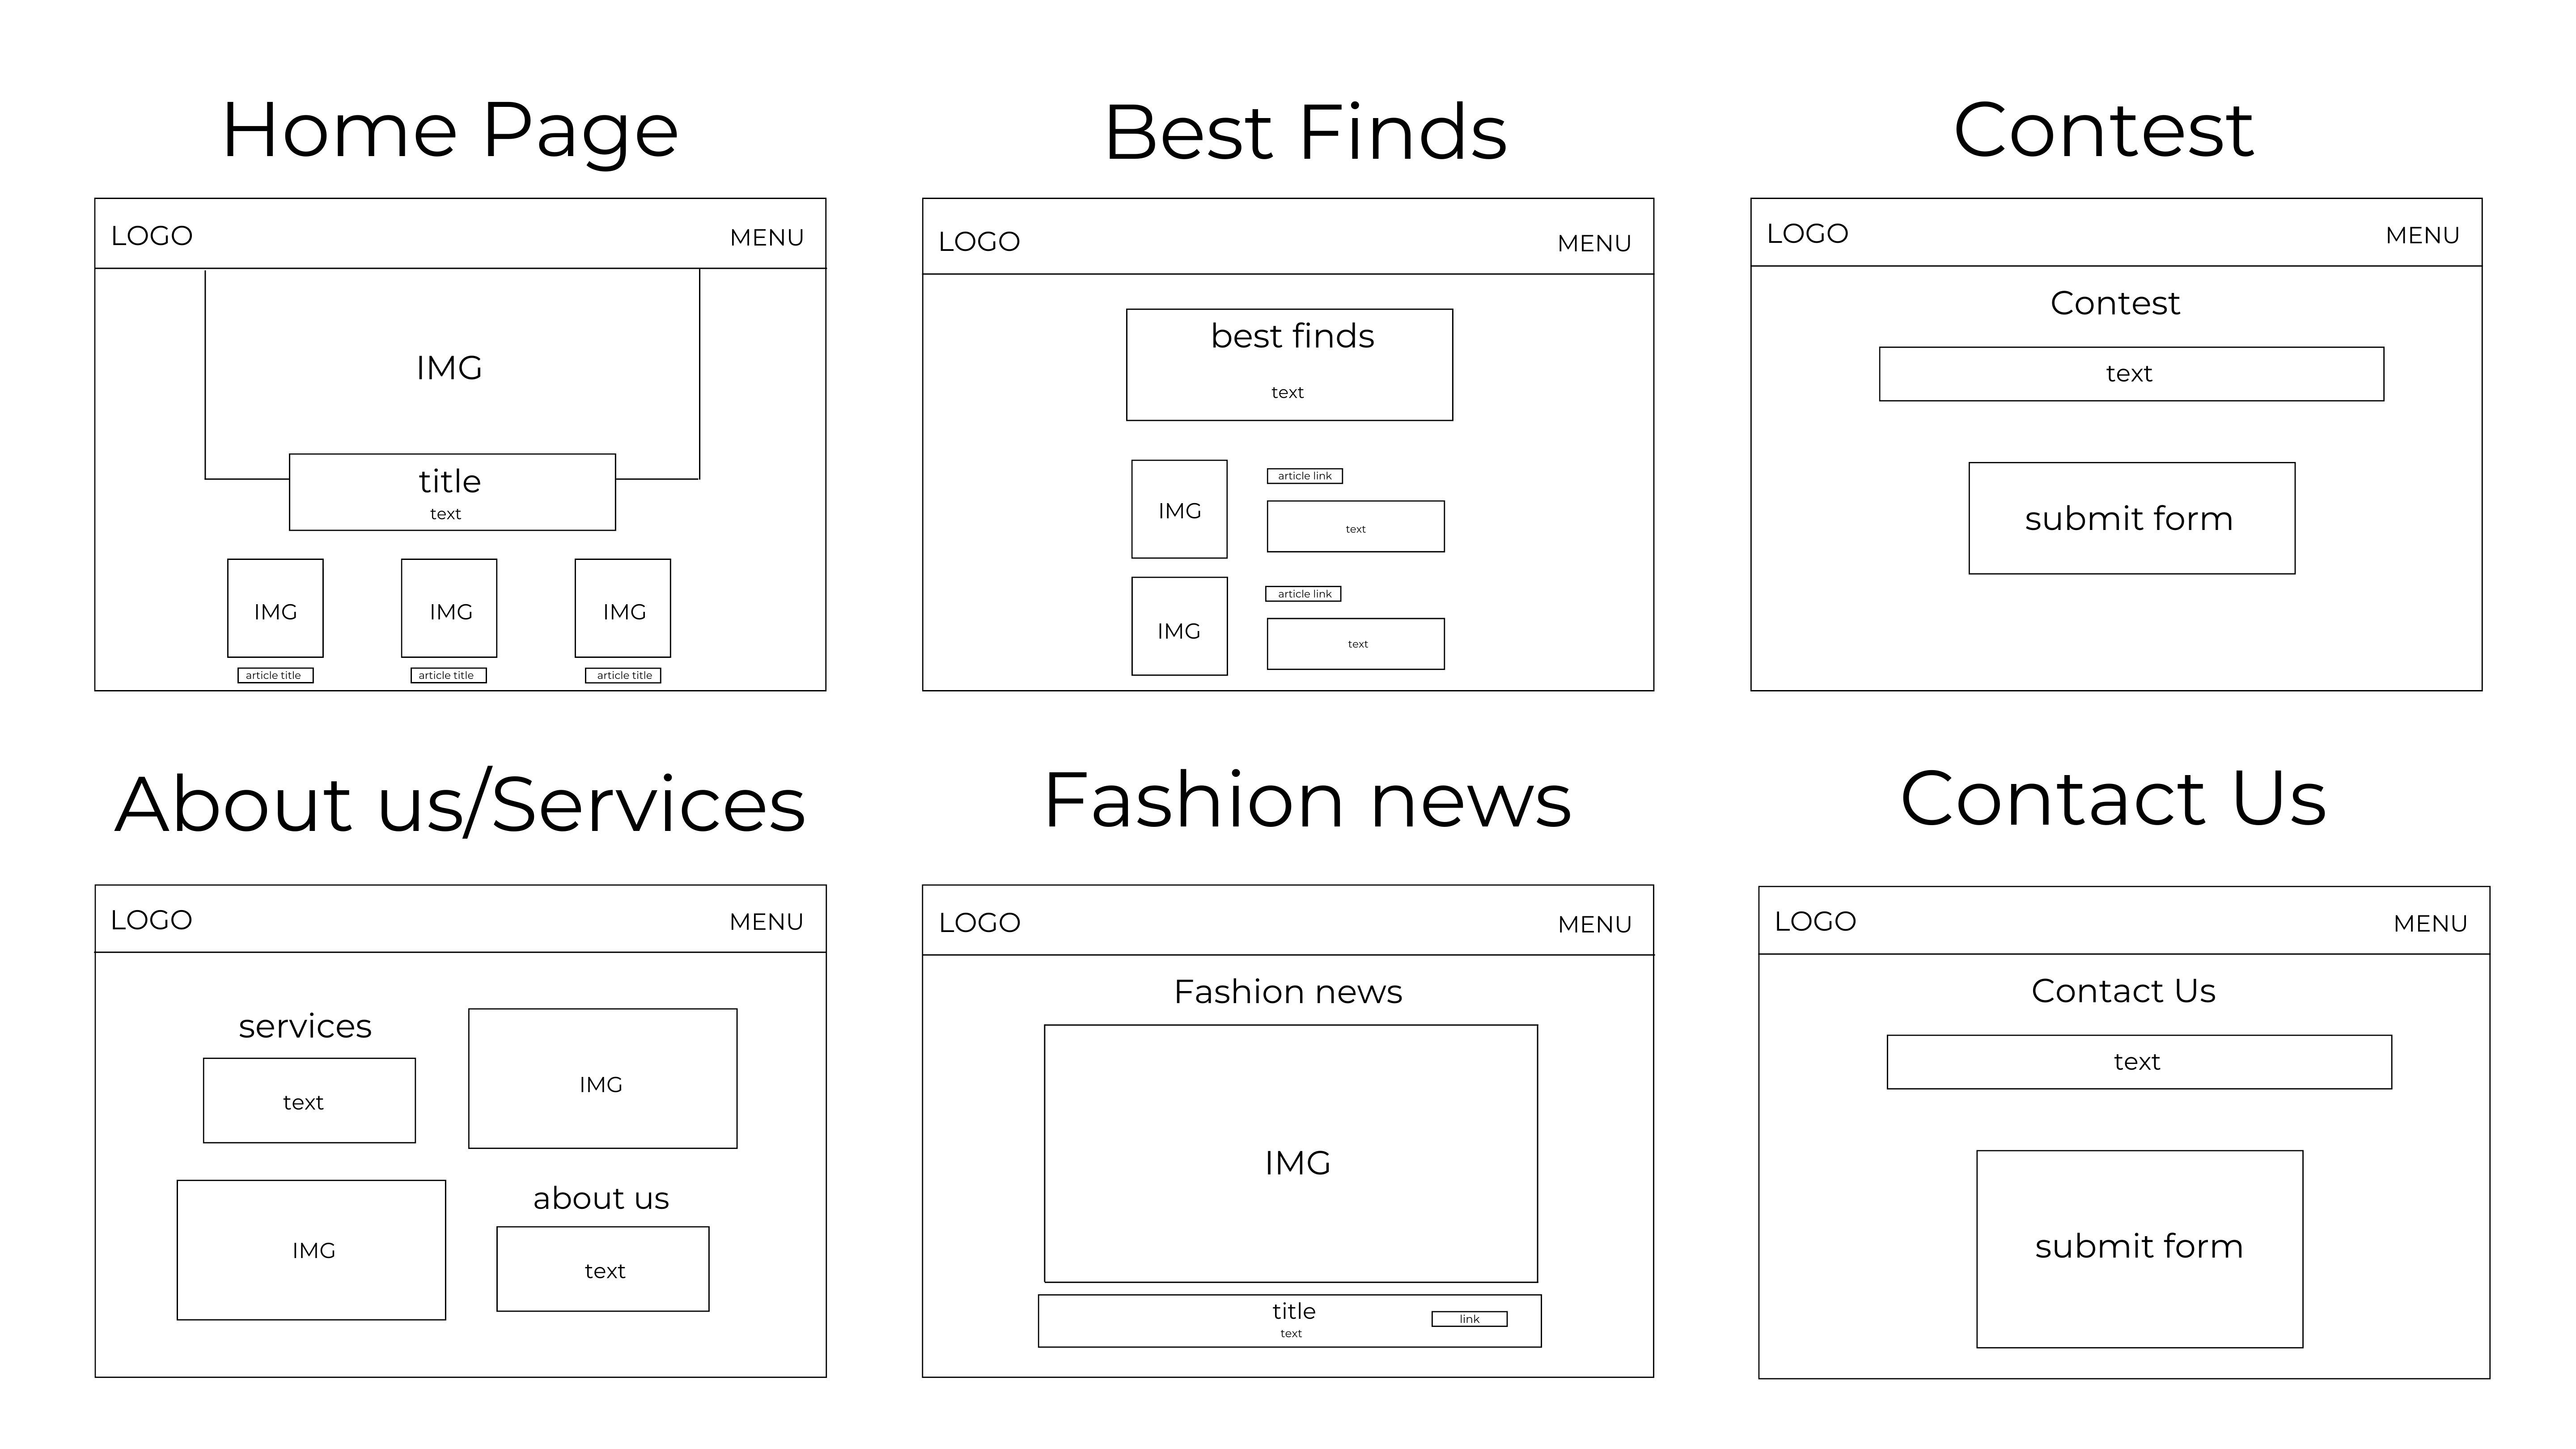 Home Page
LOGO
MENU
IMG
title
text
IMG
IMG
IMG
article title
article title
article title
Best Finds
LOGO
MENU
best finds
text
IMG
article link
text
IMG
article link
text
Contest
LOGO
MENU
Contest
text
submit form
About us/Services
LOGO
MENU
services
text
IMG
IMG
about us
text
Fashion news
LOGO
MENU
Fashion news
IMG
title
text
link
Contact Us
LOGO
MENU
Contact Us
text
submit form